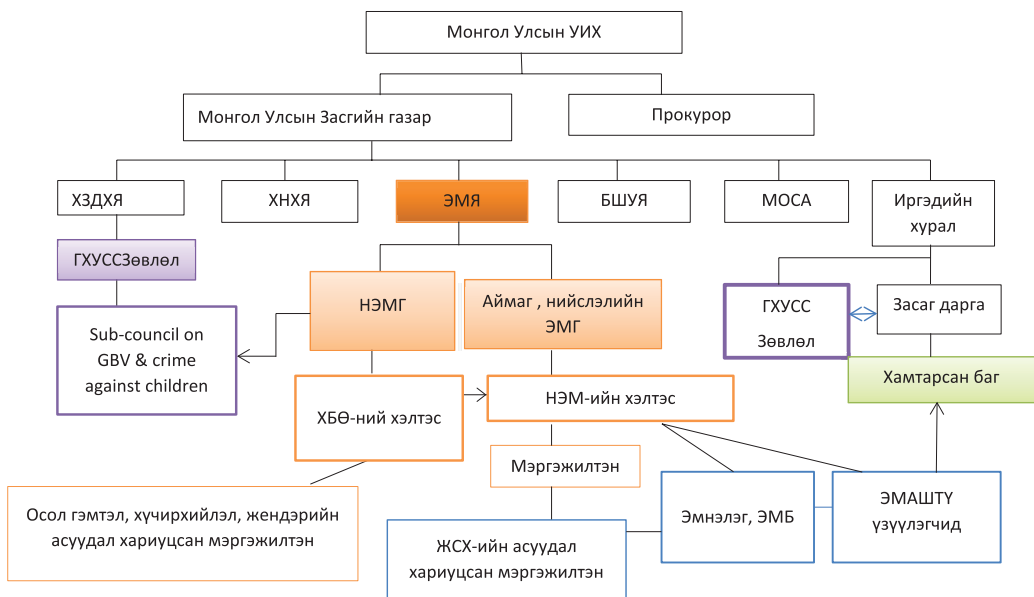 Монгол Улсын УИХ
Монгол Улсын Засгийн газар
Прокурор
ХЗДХЯ
ХНХЯ
ЭМЯ
БШУЯ
МОСА
Иргэдийн
хурал
ГХУССЗөвлөл
НЭМГ
Аймаг , нийслэлийн
ЭМГ
ГХУСС
Зөвлөл
Засаг дарга
Sub-council on
GBV & crime
against children
Хамтарсан баг
ХБӨ-ний хэлтэс
НЭМ-ийн хэлтэс
Мэргэжилтэн
Осол гэмтэл, хүчирхийлэл, жендэрийн
асуудал хариуцсан мэргэжилтэн
ЖСХ-ийн асуудал
хариуцсан мэргэжилтэн
Эмнэлэг, ЭМБ
ЭМАШТҮ
үзүүлэгчид